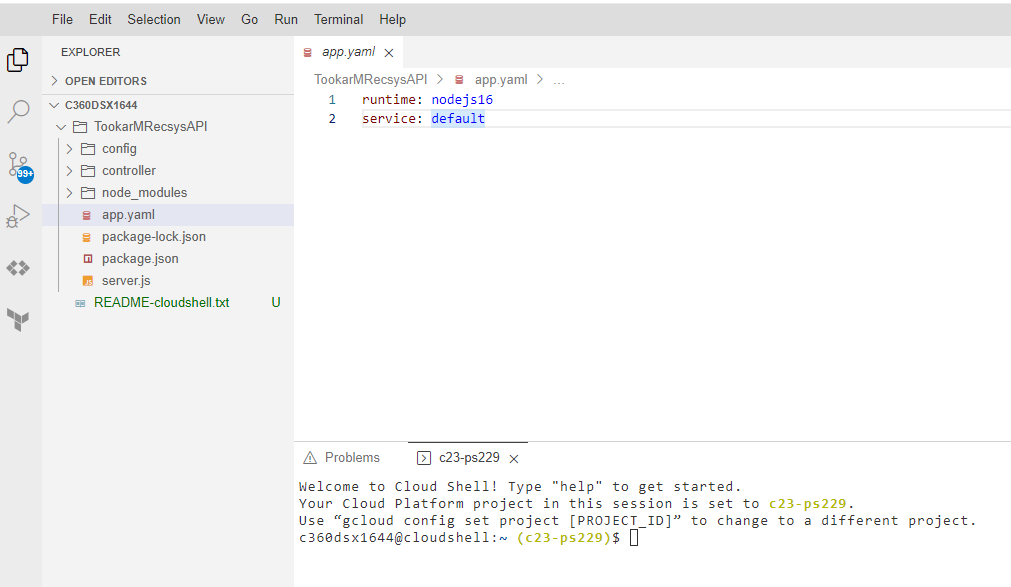 File Edit Selection View Go Run Terminal Help
EXPLORER
OPEN EDITORS
C360DSX1644
TookarMRecsysAPI
config
controller
node_modules
app.yaml
package-lock.json
package.json
JS server.js
README-cloudshell.txt U
99+
app.yaml
TookarMRecsysAPI > app.yaml > ...
1 runtime: nodejs16
2 service: default
Problems c23-ps229
Welcome to Cloud Shell! Type "help" to get started.
Your Cloud Platform project in this session is set to c23-ps229.
Use “gcloud config set project [PROJECT_ID]” to change to a different project.
c360dsx1644@cloudshell:~ (c23-ps229)$